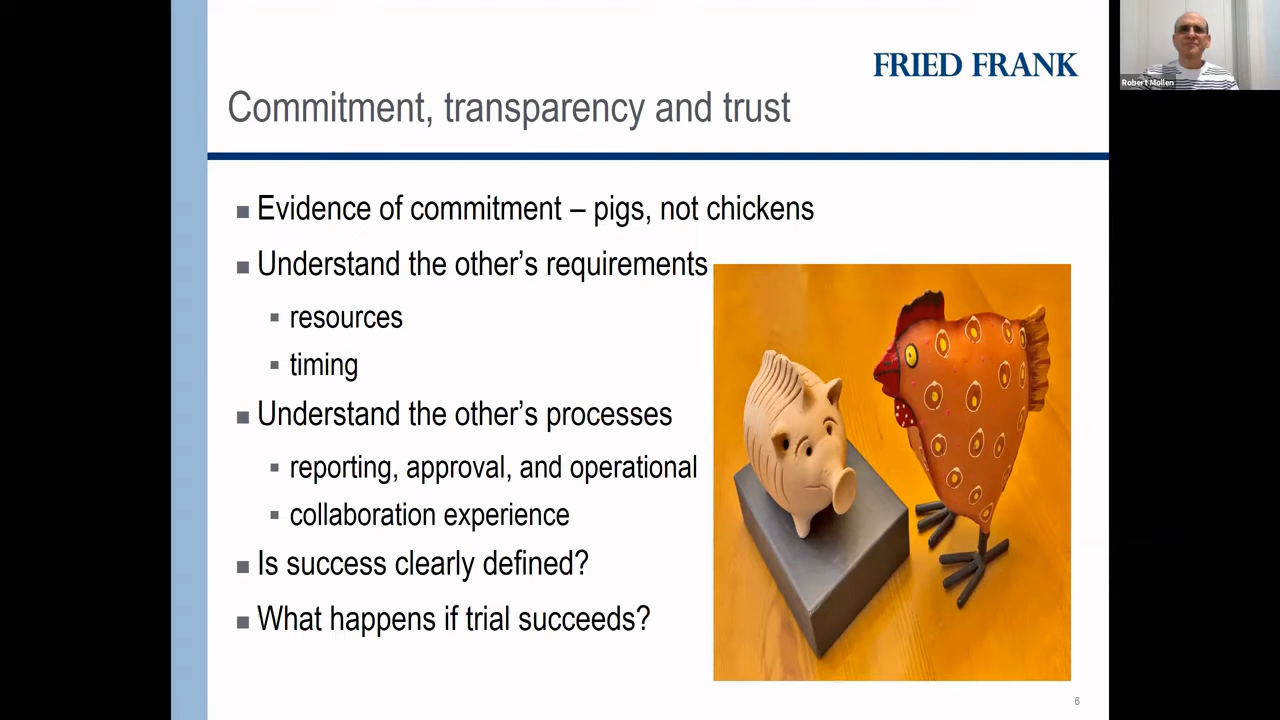 FRIED FRANK
Robert Mollen
Commitment, transparency and trust
■ Evidence of commitment – pigs, not chickens
■ Understand the other’s requirements
▪ resources
▪ timing
■ Understand the other’s processes
▪ reporting, approval, and operational
▪ collaboration experience
■ Is success clearly defined?
■ What happens if trial succeeds?
6